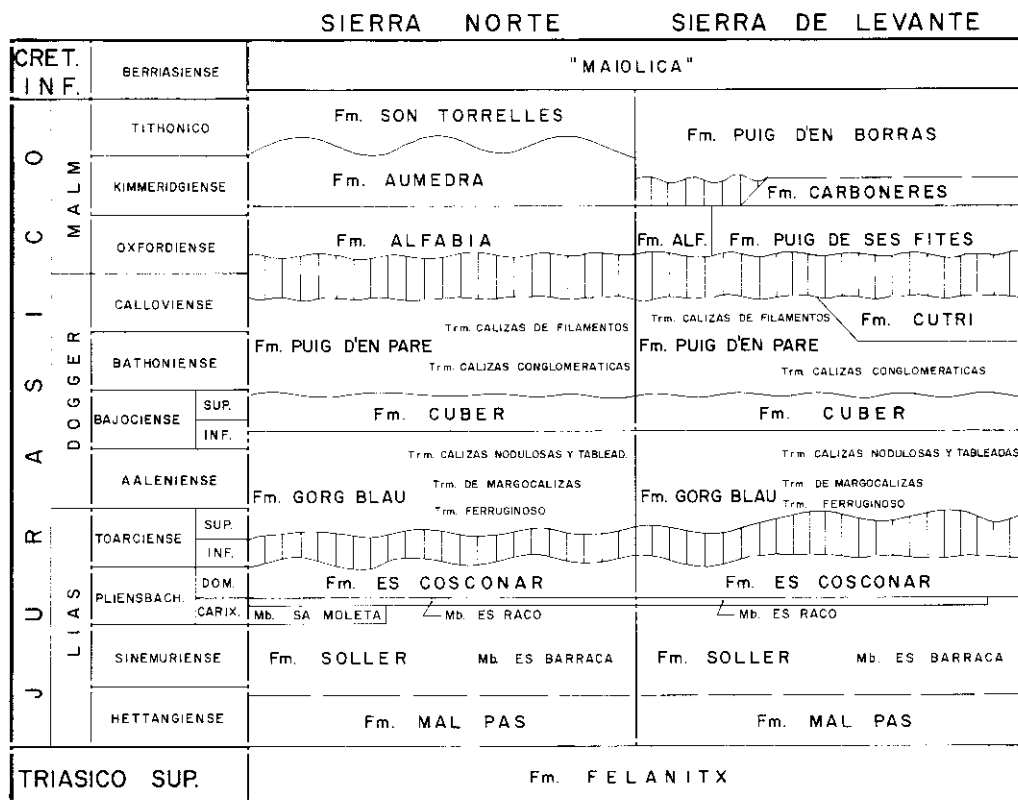 SIERRA NORTE SIERRA DE LEVANTE
CRET. INF.
BERRIASIENSE
"MAIOLICA"
JURASICO
MALM
TITHONICO
Fm. SON TORRELLES
Fm. PUIG D'EN BORRAS
KIMMERIDGIENSE
Fm. AUMEDRA
Fm. CARBONERES
OXFORDIENSE
Fm. ALFABIA
Fm. ALF.
Fm. PUIG DE SES FITES
DOGGER
CALLOVIENSE
Trm. CALIZAS DE FILAMENTOS
Trm. CALIZAS DE FILAMENTOS
Fm. CUTRI
BATHONIENSE
Fm. PUIG D'EN PARE
Trm. CALIZAS CONGLOMERATICAS
Fm. PUIG D'EN PARE
Trm. CALIZAS CONGLOMERATICAS
BAJOCIENSE
SUP.
INF.
Fm. CUBER
Fm. CUBER
AALENIENSE
Trm. CALIZAS NODULOSAS Y TABLEAD.
Trm. DE MARGOCALIZAS
Fm. GORG BLAU
Trm. FERRUGINOSO
Trm. CALIZAS NODULOSAS Y TABLEADAS
Trm. DE MARGOCALIZAS
Fm. GORG BLAU
Trm. FERRUGINOSO
LIAS
TOARCIENSE
SUP.
INF.
PLIENSBACH.
DOM.
CARIX.
Fm. ES COSCONAR
Fm. ES COSCONAR
Mb. SA MOLETA
Mb. ES RACO
Mb. ES RACO
SINEMURIENSE
Fm. SOLLER
Mb. ES BARRACA
Fm. SOLLER
Mb. ES BARRACA
HETTANGIENSE
Fm. MAL PAS
Fm. MAL PAS
TRIASICO SUP.
Fm. FELANITX